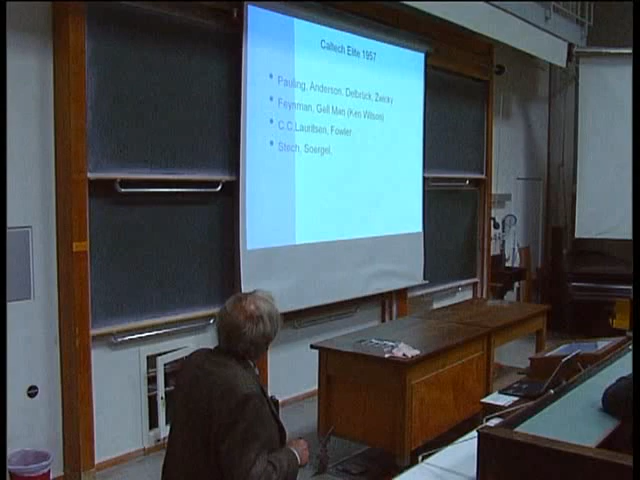 Caltech Elite 1957
• Pauling, Anderson, Delbrück, Zwicky
• Feynman, Gell Man (Ken Wilson)
• C.C.Lauritsen, Fowler
• Stech, Soergel,